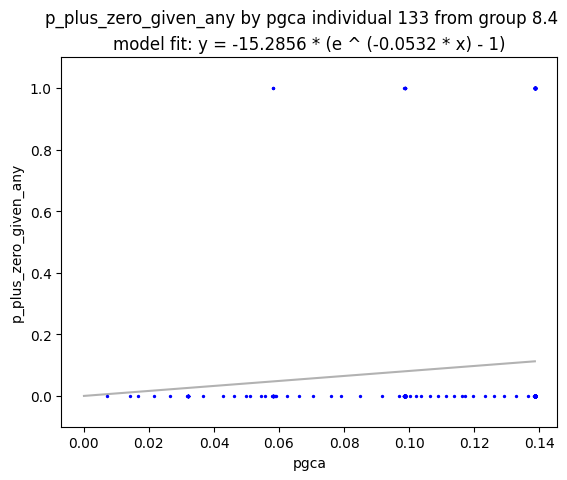 p_plus_zero_given_any by pgca individual 133 from group 8.4
model fit: y = -15.2856 * (e ^ (-0.0532 * x) - 1)
1.0
0.8
0.6
0.4
0.2
0.0
p_plus_zero_given_any
0.00 0.02 0.04 0.06 0.08 0.10 0.12 0.14
pgca